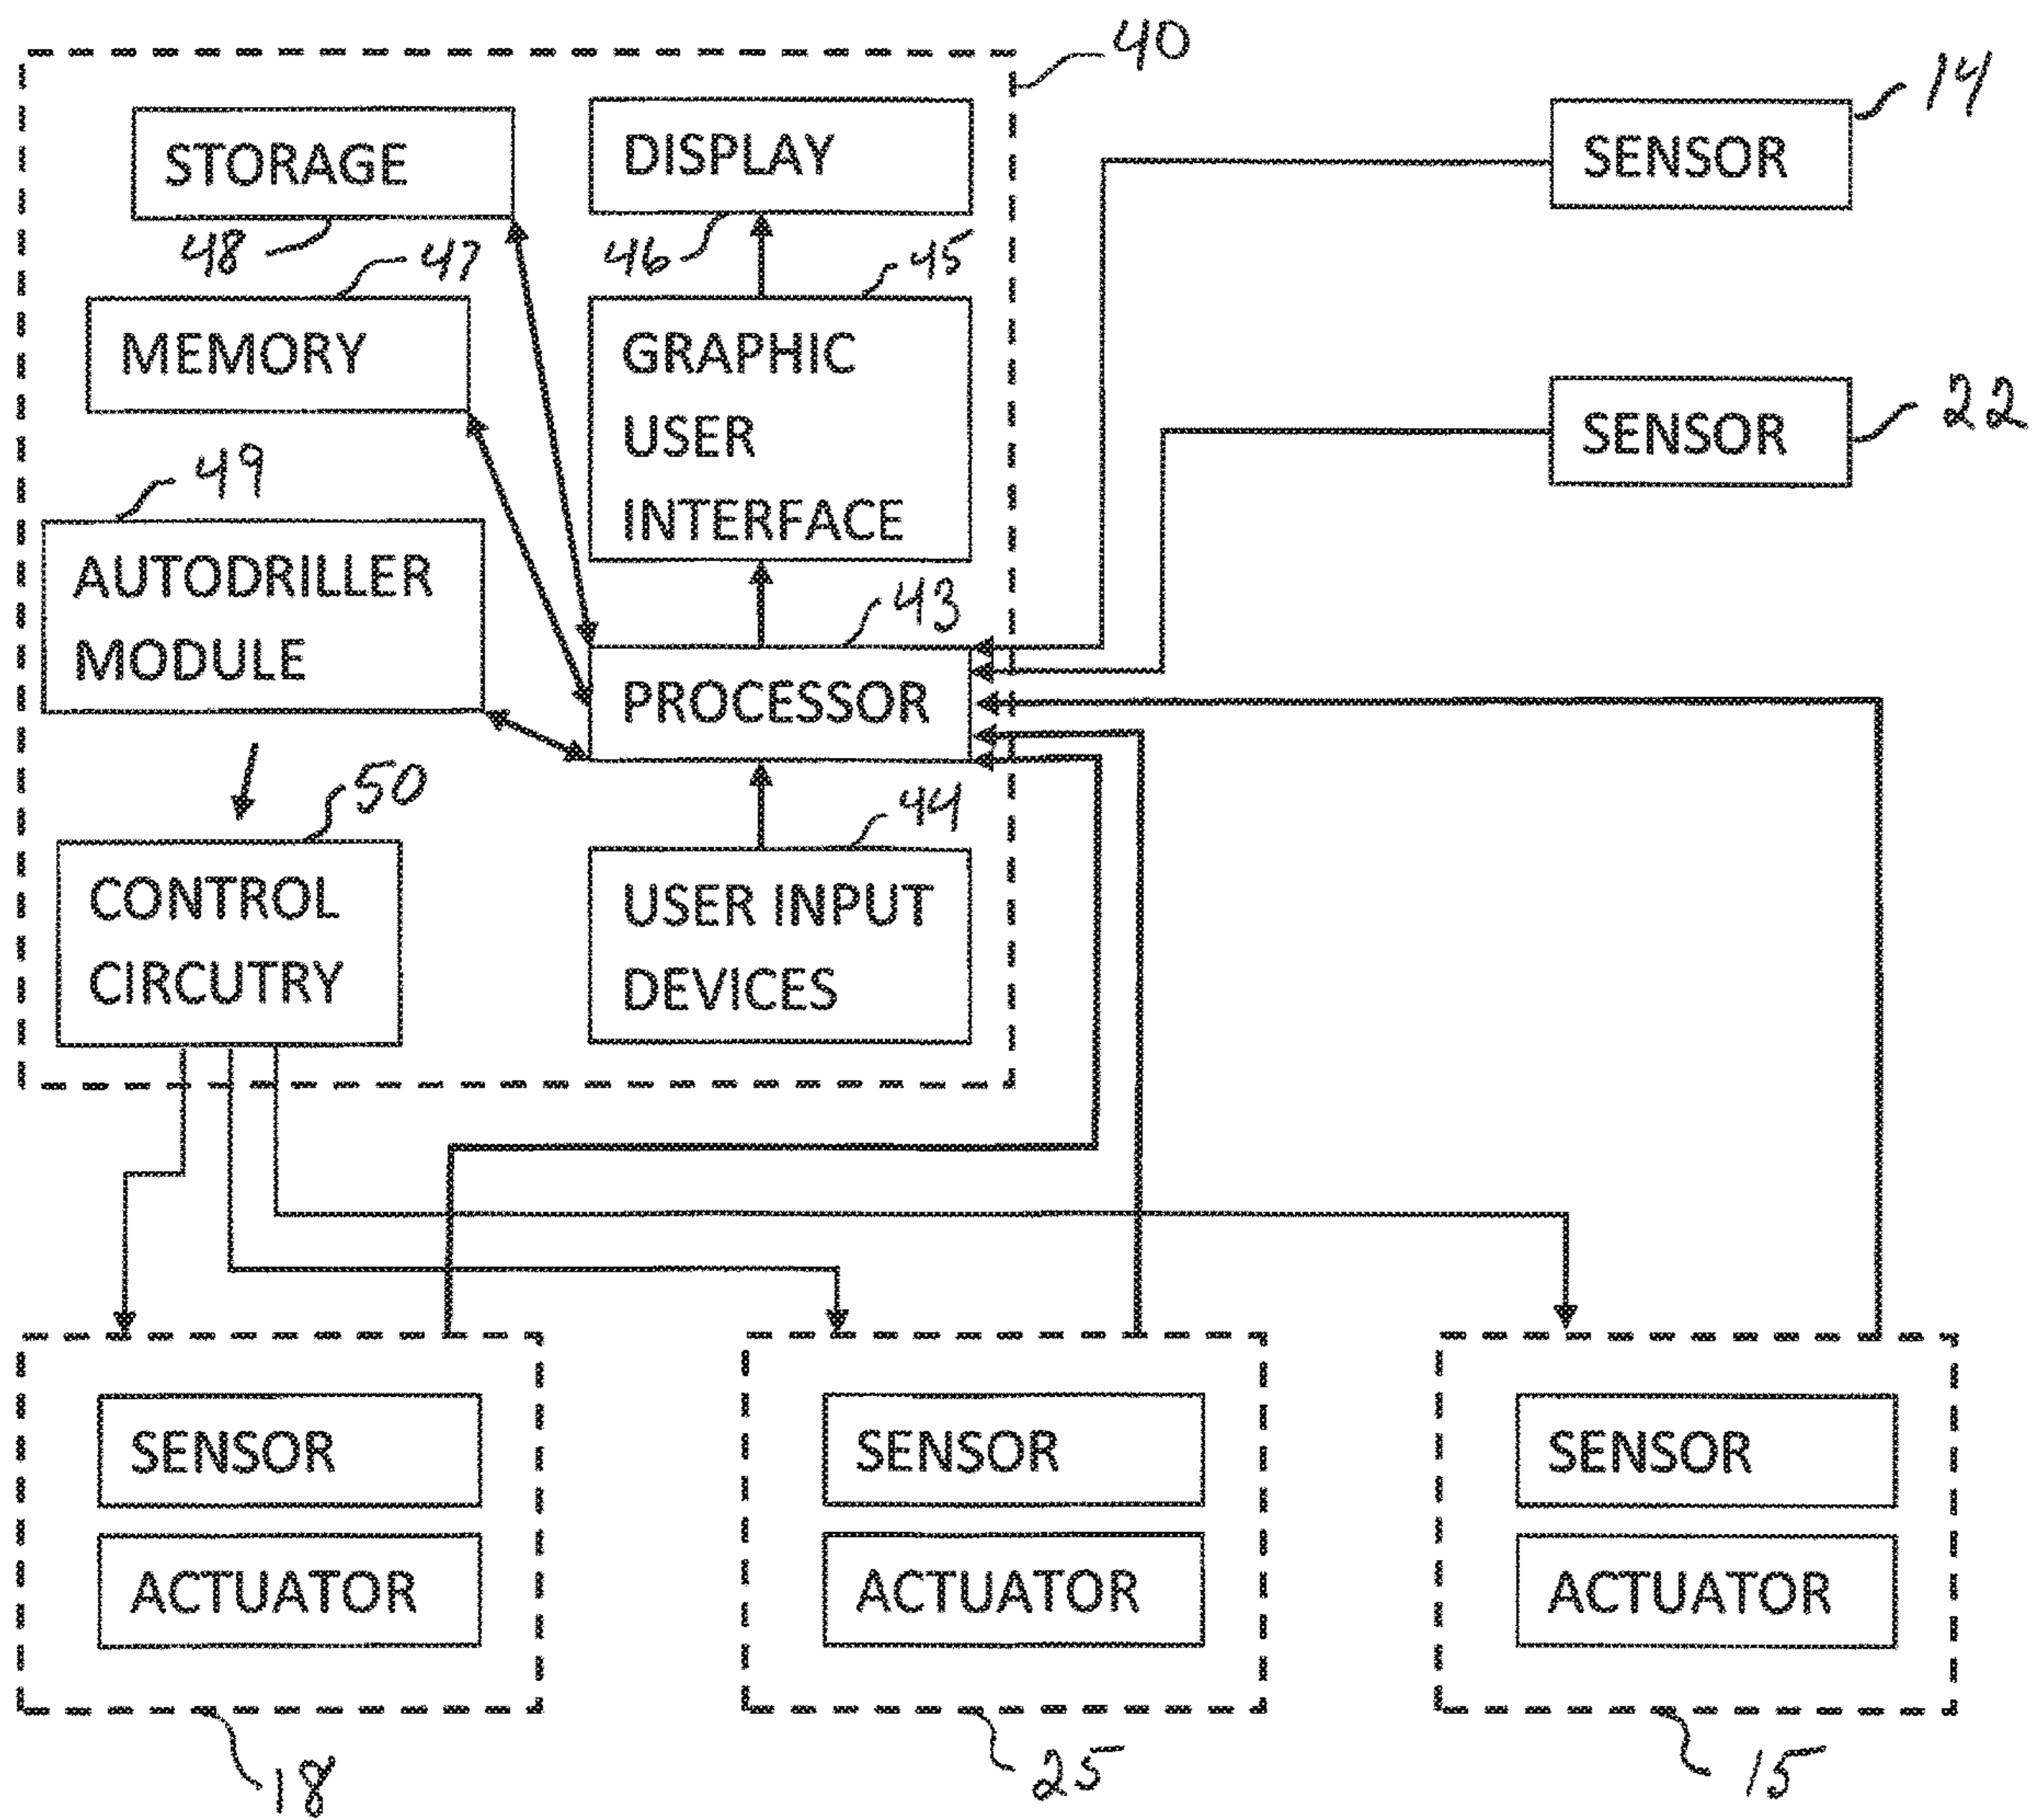 40
14
STORAGE
DISPLAY
SENSOR
48
47
46
45
MEMORY
GRAPHIC
USER
INTERFACE
SENSOR
22
49
AUTODRILLER
MODULE
43
PROCESSOR
50
44
CONTROL
CIRCUTRY
USER INPUT
DEVICES
SENSOR
ACTUATOR
SENSOR
ACTUATOR
SENSOR
ACTUATOR
18
25
15